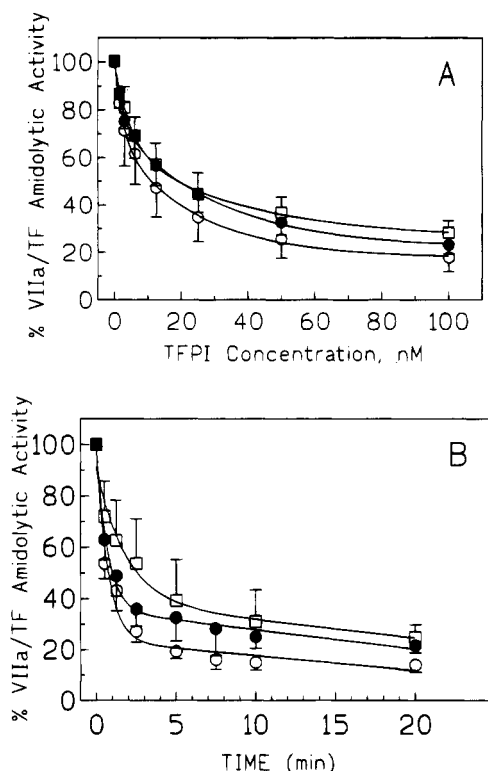 A
% VIIa/TF Amidolytic Activity
100
80
60
40
20
0
0 20 40 60 80 100
TFPI Concentration, nM
B
% VIIa/TF Amidolytic Activity
100
80
60
40
20
0
0 5 10 15 20
TIME (min)